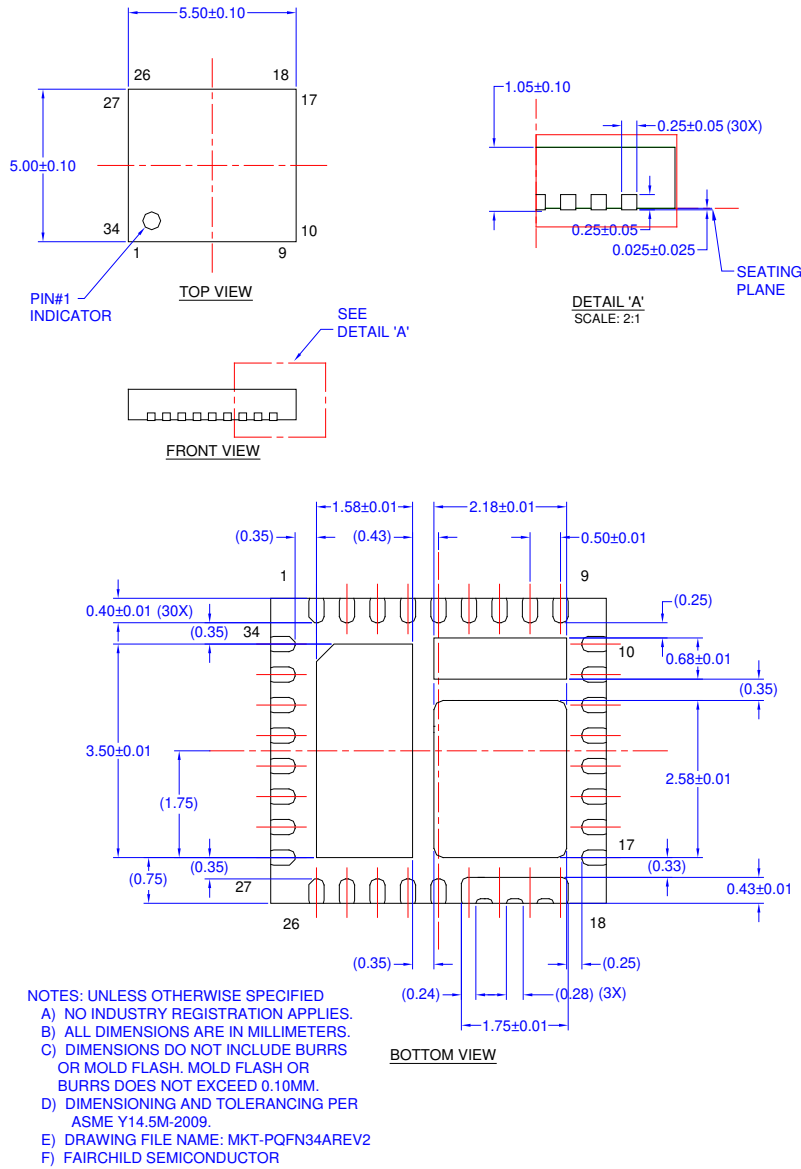 5.50±0.10
26
18
27
17
5.00±0.10
34
10
1
9
PIN#1
INDICATOR
TOP VIEW
1.05±0.10
0.25±0.05 (30X)
0.25±0.05
0.025±0.025
SEATING
PLANE
DETAIL 'A'
SCALE: 2:1
SEE
DETAIL 'A'
FRONT VIEW
1.58±0.01
2.18±0.01
(0.35)
(0.43)
0.50±0.01
1
9
0.40±0.01 (30X)
(0.25)
34
(0.35)
10
0.68±0.01
(0.35)
3.50±0.01
2.58±0.01
(1.75)
17
(0.35)
(0.33)
(0.75)
27
0.43±0.01
26
18
(0.35)
(0.25)
(0.24)
(0.28) (3X)
1.75±0.01
BOTTOM VIEW
NOTES: UNLESS OTHERWISE SPECIFIED
A) NO INDUSTRY REGISTRATION APPLIES.
B) ALL DIMENSIONS ARE IN MILLIMETERS.
C) DIMENSIONS DO NOT INCLUDE BURRS
OR MOLD FLASH. MOLD FLASH OR
BURRS DOES NOT EXCEED 0.10MM.
D) DIMENSIONING AND TOLERANCING PER
ASME Y14.5M-2009.
E) DRAWING FILE NAME: MKT-PQFN34AREV2
F) FAIRCHILD SEMICONDUCTOR